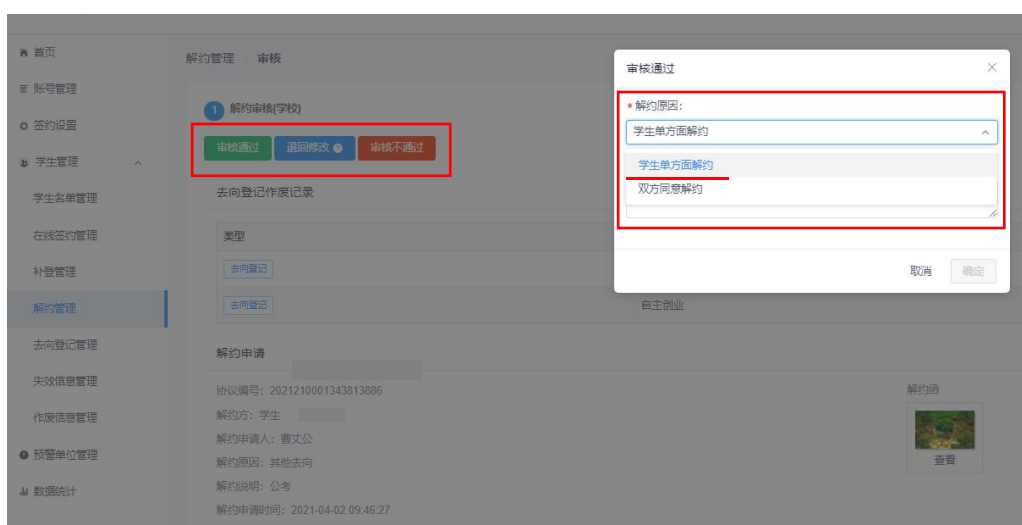 首页
账号管理
签约设置
学生管理
学生名单管理
在线签约管理
补登管理
解约管理
去向登记管理
失效信息管理
作废信息管理
预警单位管理
数据统计
解约管理 / 审核
1 解约审核(学校)
审核通过 退回修改 审核不通过
去向登记作废记录
类型
去向登记
去向登记 自主创业
解约申请
协议编号：2021210001343813886
解约方：学生
解约申请人：曹丈公
解约原因：其他去向
解约说明：公考
解约申请时间：2021-04-02 09:46:27
解约函
查看
审核通过
* 解约原因：
学生单方面解约
学生单方面解约
双方同意解约
取消 确定